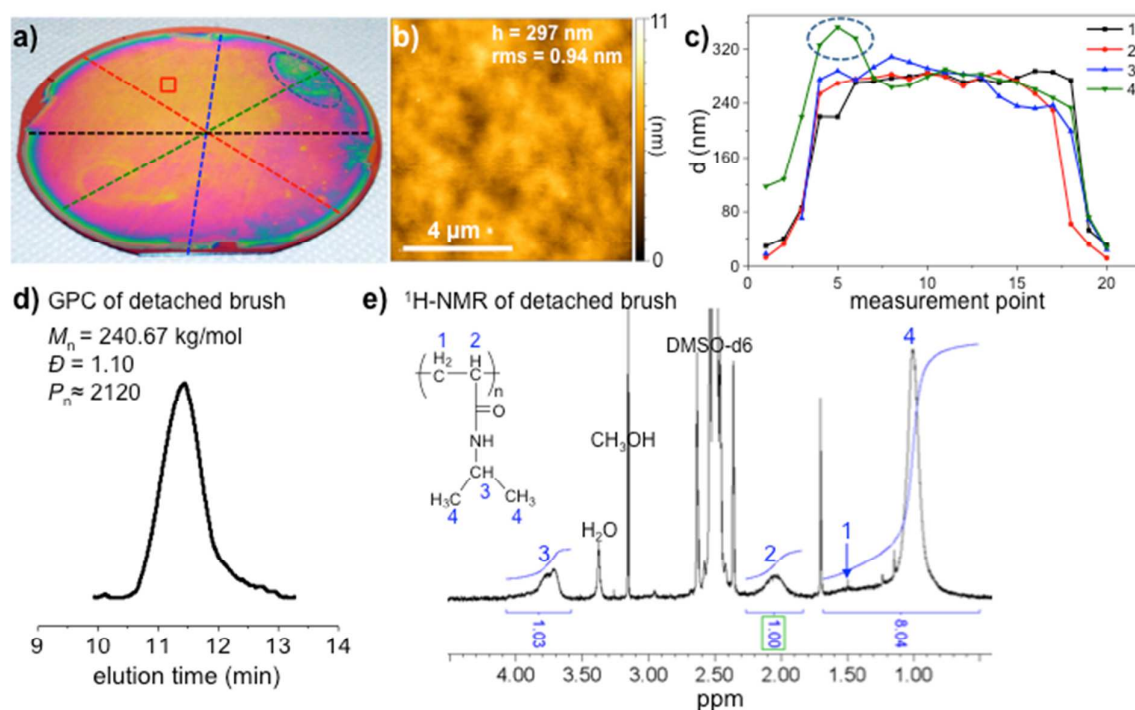 a)
b)
h = 297 nm
rms = 0.94 nm
4 µm
11
(nm)
0
c)
d (nm)
320
240
160
80
0
0 5 10 15 20
measurement point
1
2
3
4
d) GPC of detached brush
Mn = 240.67 kg/mol
Đ = 1.10
Pn ≈ 2120
9 10 11 12 13 14
elution time (min)
e) ¹H-NMR of detached brush
1 2
H₂ H
C C
n
O
NH
CH
3
H₃C CH₃
4 4
3
H₂O
CH₃OH
DMSO-d6
2
1
4
1.03
1.00
8.04
4.00 3.50 3.00 2.50 2.00 1.50 1.00
ppm